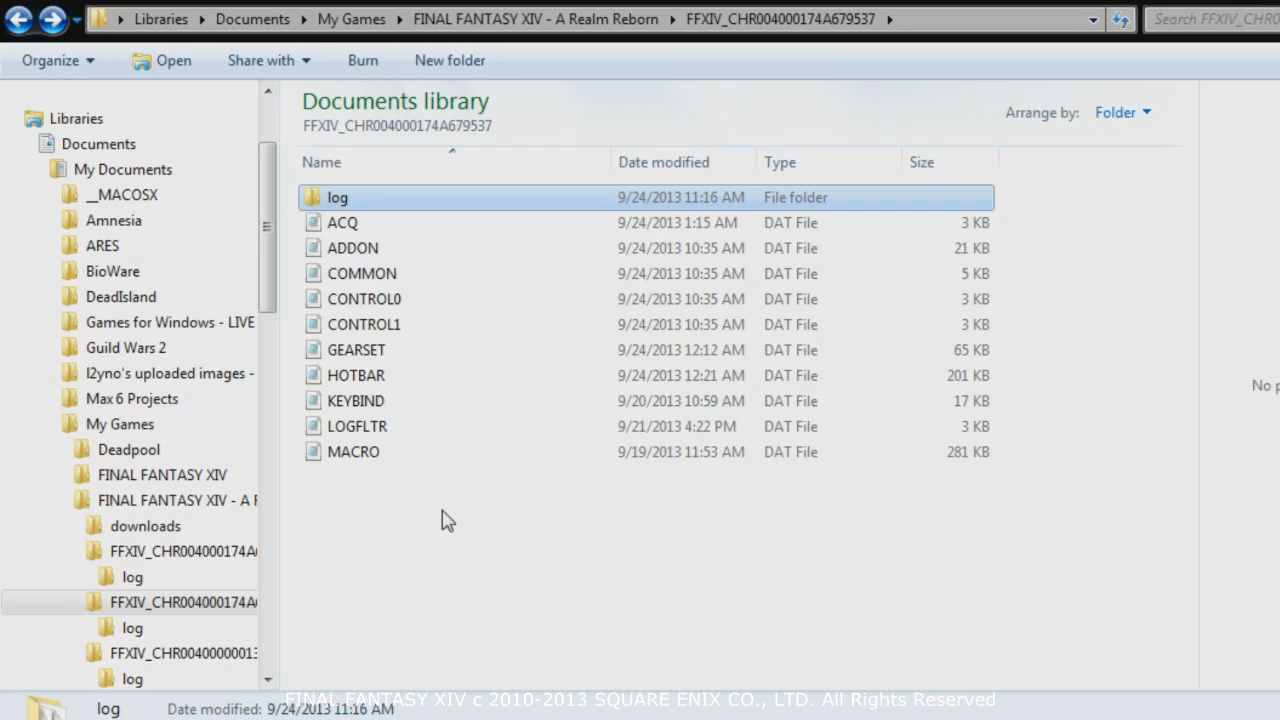 Libraries ▸ Documents ▸ My Games ▸ FINAL FANTASY XIV - A Realm Reborn ▸ FFXIV_CHR004000174A679537 ▸
Search FFXIV_CHR0
Organize Open Share with Burn New folder
Libraries
Documents
My Documents
__MACOSX
Amnesia
ARES
BioWare
DeadIsland
Games for Windows - LIVE
Guild Wars 2
l2yno's uploaded images -
Max 6 Projects
My Games
Deadpool
FINAL FANTASY XIV
FINAL FANTASY XIV - A F
downloads
FFXIV_CHR004000174A
log
FFXIV_CHR004000174A
log
FFXIV_CHR0040000013
log
Documents library
FFXIV_CHR004000174A679537
Arrange by: Folder
Name Date modified Type Size
log 9/24/2013 11:16 AM File folder
ACQ 9/24/2013 1:15 AM DAT File 3 KB
ADDON 9/24/2013 10:35 AM DAT File 21 KB
COMMON 9/24/2013 10:35 AM DAT File 5 KB
CONTROL0 9/24/2013 10:35 AM DAT File 3 KB
CONTROL1 9/24/2013 10:35 AM DAT File 3 KB
GEARSET 9/24/2013 12:12 AM DAT File 65 KB
HOTBAR 9/24/2013 12:21 AM DAT File 201 KB
KEYBIND 9/20/2013 10:59 AM DAT File 17 KB
LOGFLTR 9/21/2013 4:22 PM DAT File 3 KB
MACRO 9/19/2013 11:53 AM DAT File 281 KB
No p
FINAL FANTASY XIV c 2010-2013 SQUARE ENIX CO., LTD. All Rights Reserved
log Date modified: 9/24/2013 11:16 AM